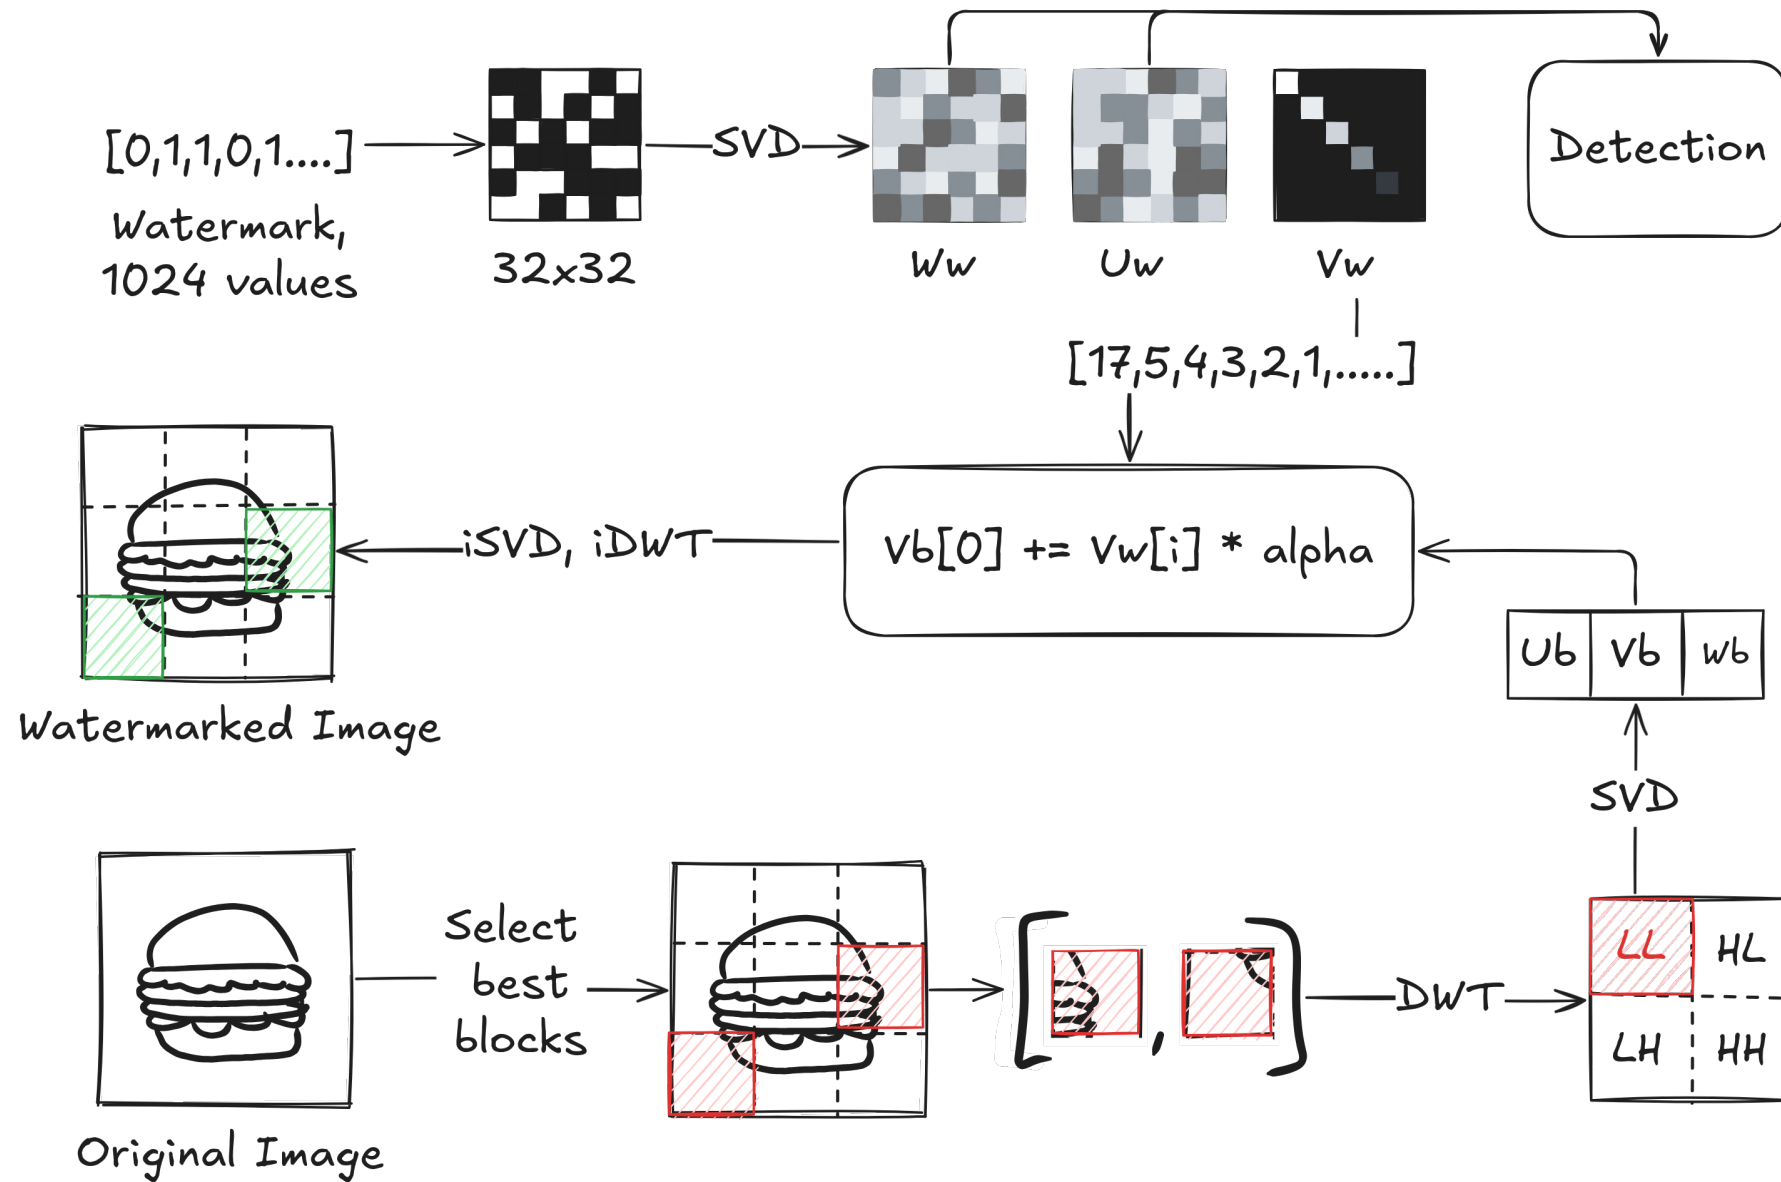 [0,1,1,0,1....]
Watermark,
1024 values
32x32
SVD
Ww
Uw
Vw
Detection
[17,5,4,3,2,1,.....]
Vb[0] += Vw[i] * alpha
iSVD, iDWT
Watermarked Image
Ub
Vb
Wb
SVD
Original Image
Select
best
blocks
[
,
]
DWT
LL
HL
LH
HH